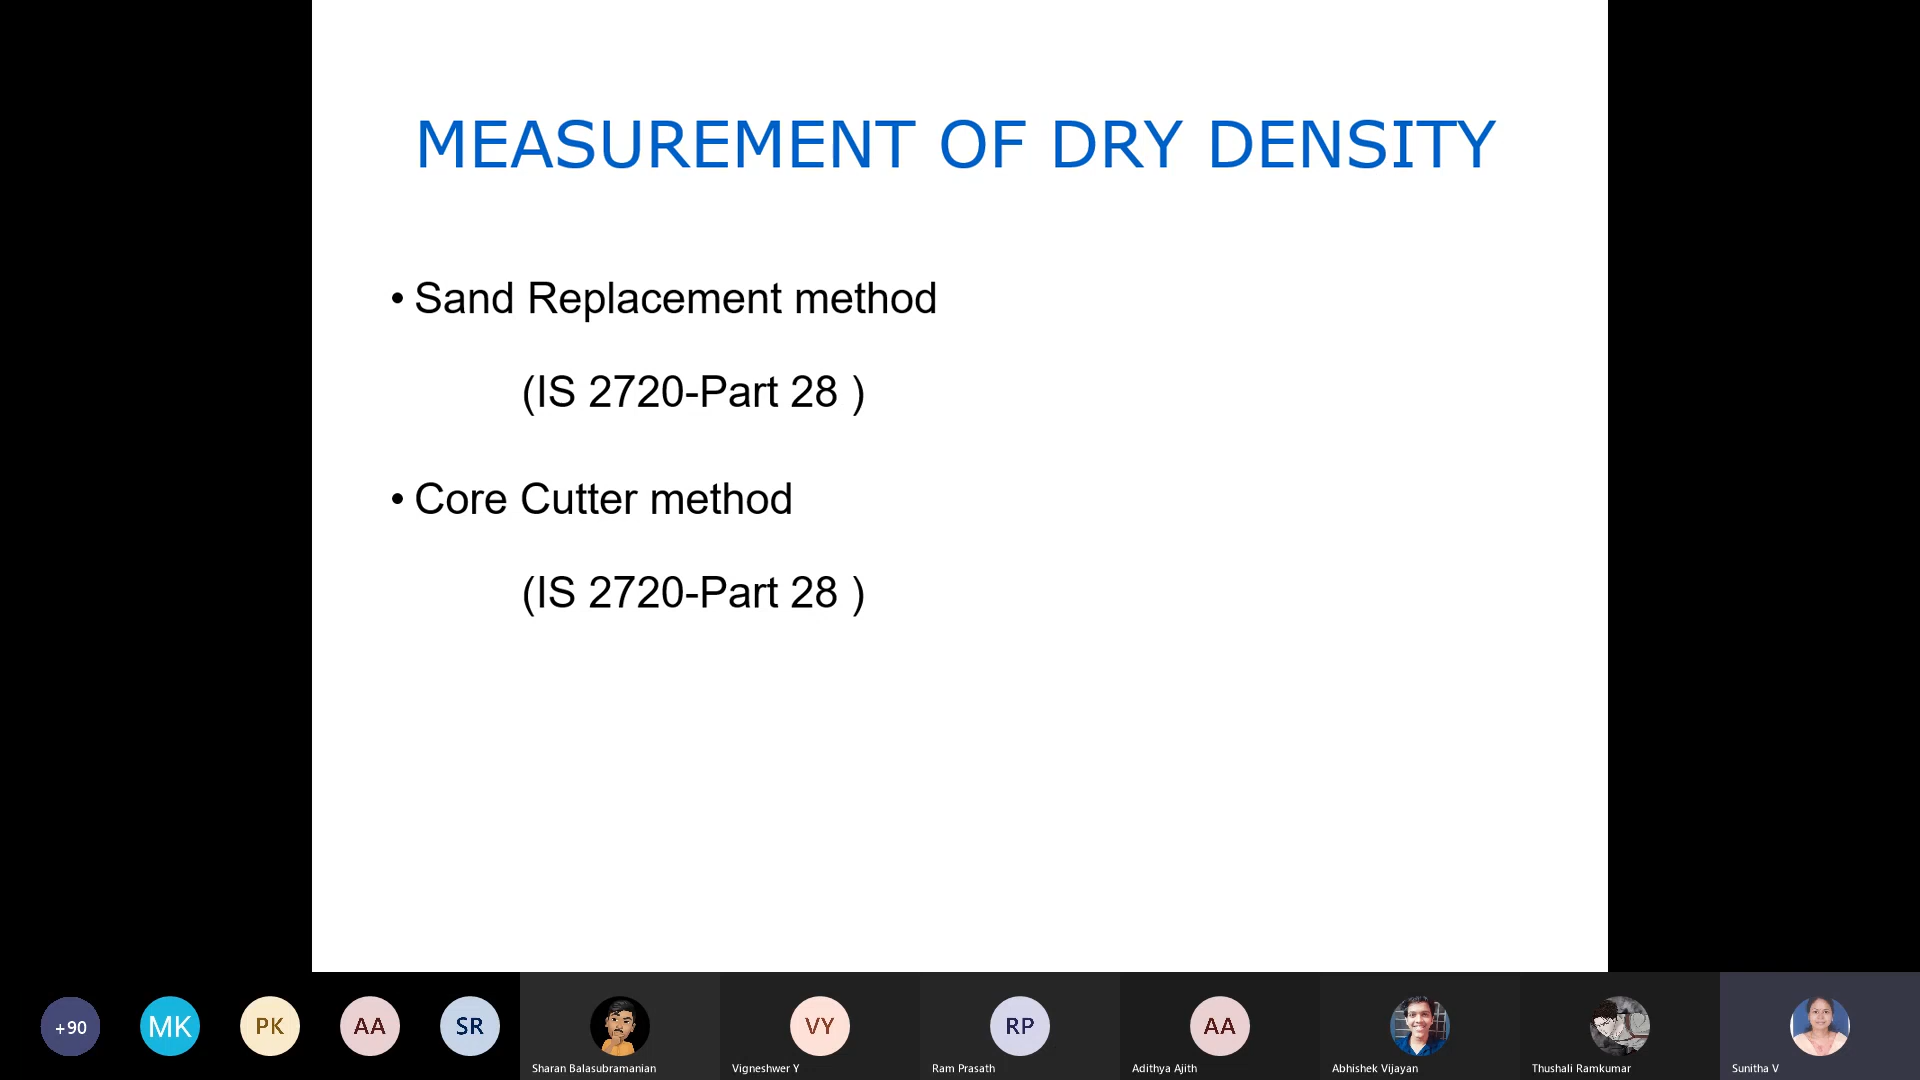 MEASUREMENT OF DRY DENSITY
• Sand Replacement method
(IS 2720-Part 28 )
• Core Cutter method
(IS 2720-Part 28 )
+90
MK
PK
AA
SR
VY
RP
AA
Sharan Balasubramanian
Vigneshwer Y
Ram Prasath
Adithya Ajith
Abhishek Vijayan
Thushali Ramkumar
Sunitha V